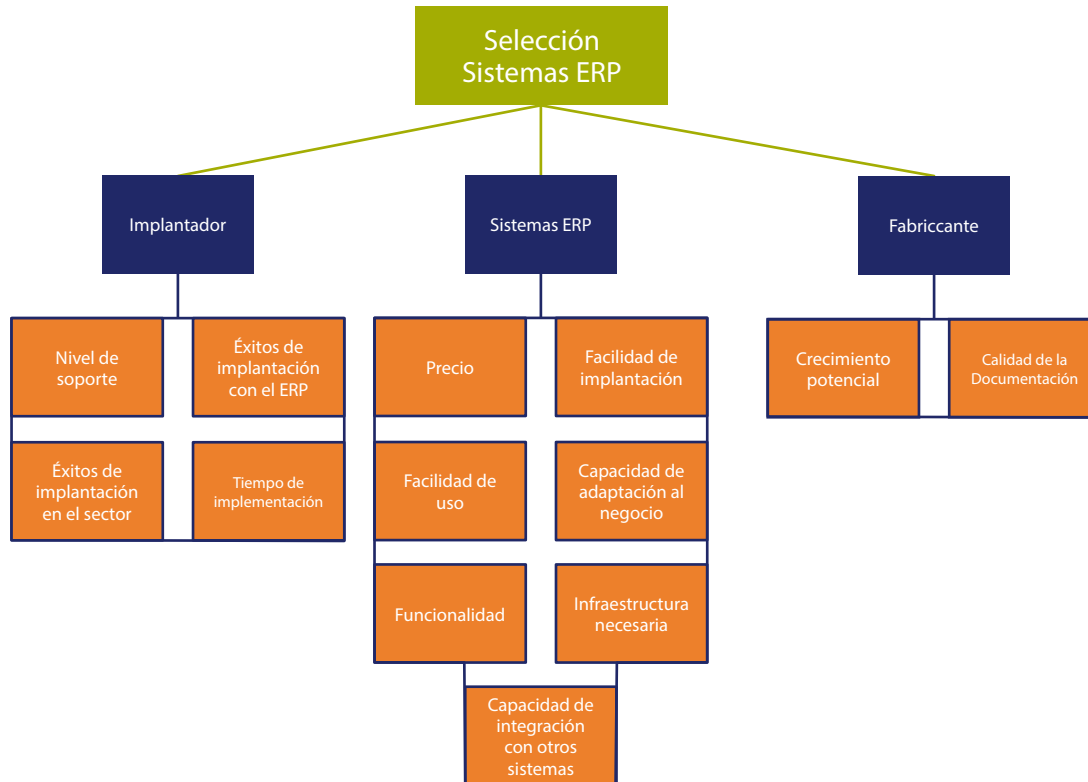 Selección
Sistemas ERP
Implantador
Sistemas ERP
Fabriccante
Nivel de
soporte
Éxitos de
implantación
con el ERP
Éxitos de
implantación
en el sector
Tiempo de
implementación
Precio
Facilidad de
implantación
Facilidad de
uso
Capacidad de
adaptación al
negocio
Funcionalidad
Infraestructura
necesaria
Capacidad de
integración
con otros
sistemas
Crecimiento
potencial
Calidad de la
Documentación